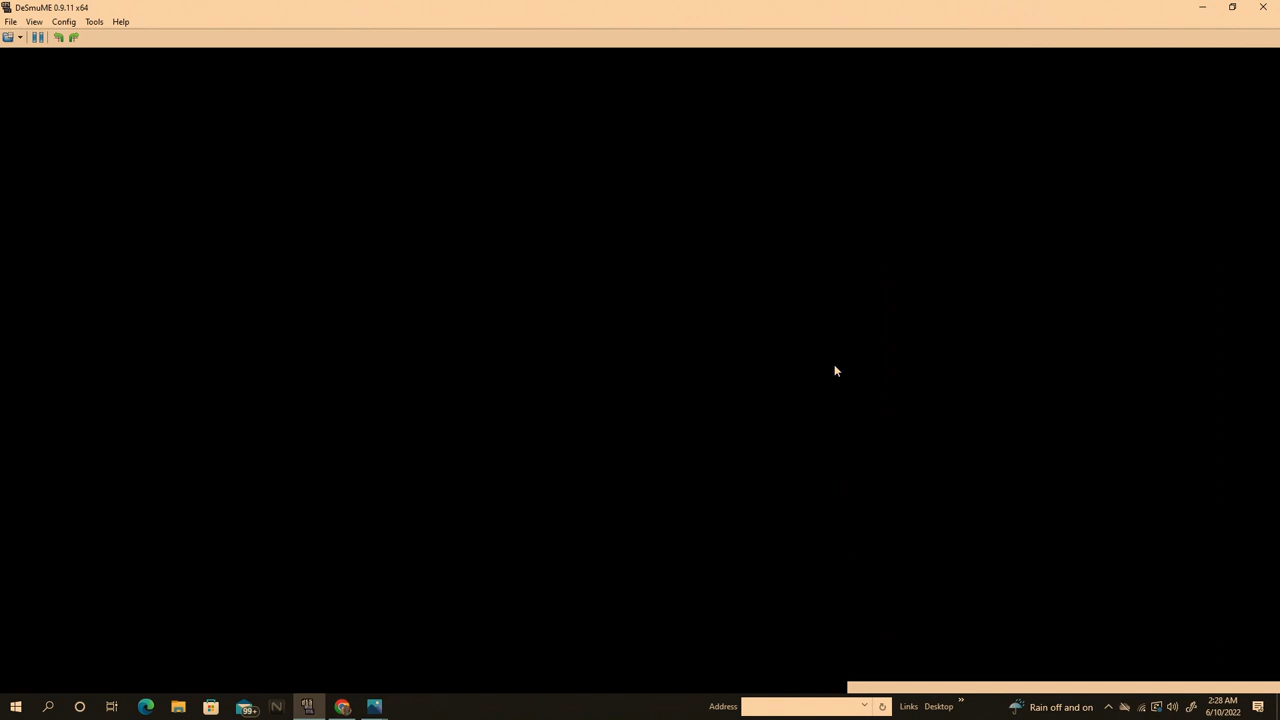 DeSmuME 0.9.11 x64
File View Config Tools Help
99+
Address
Links Desktop »
Rain off and on
2:28 AM
6/10/2022